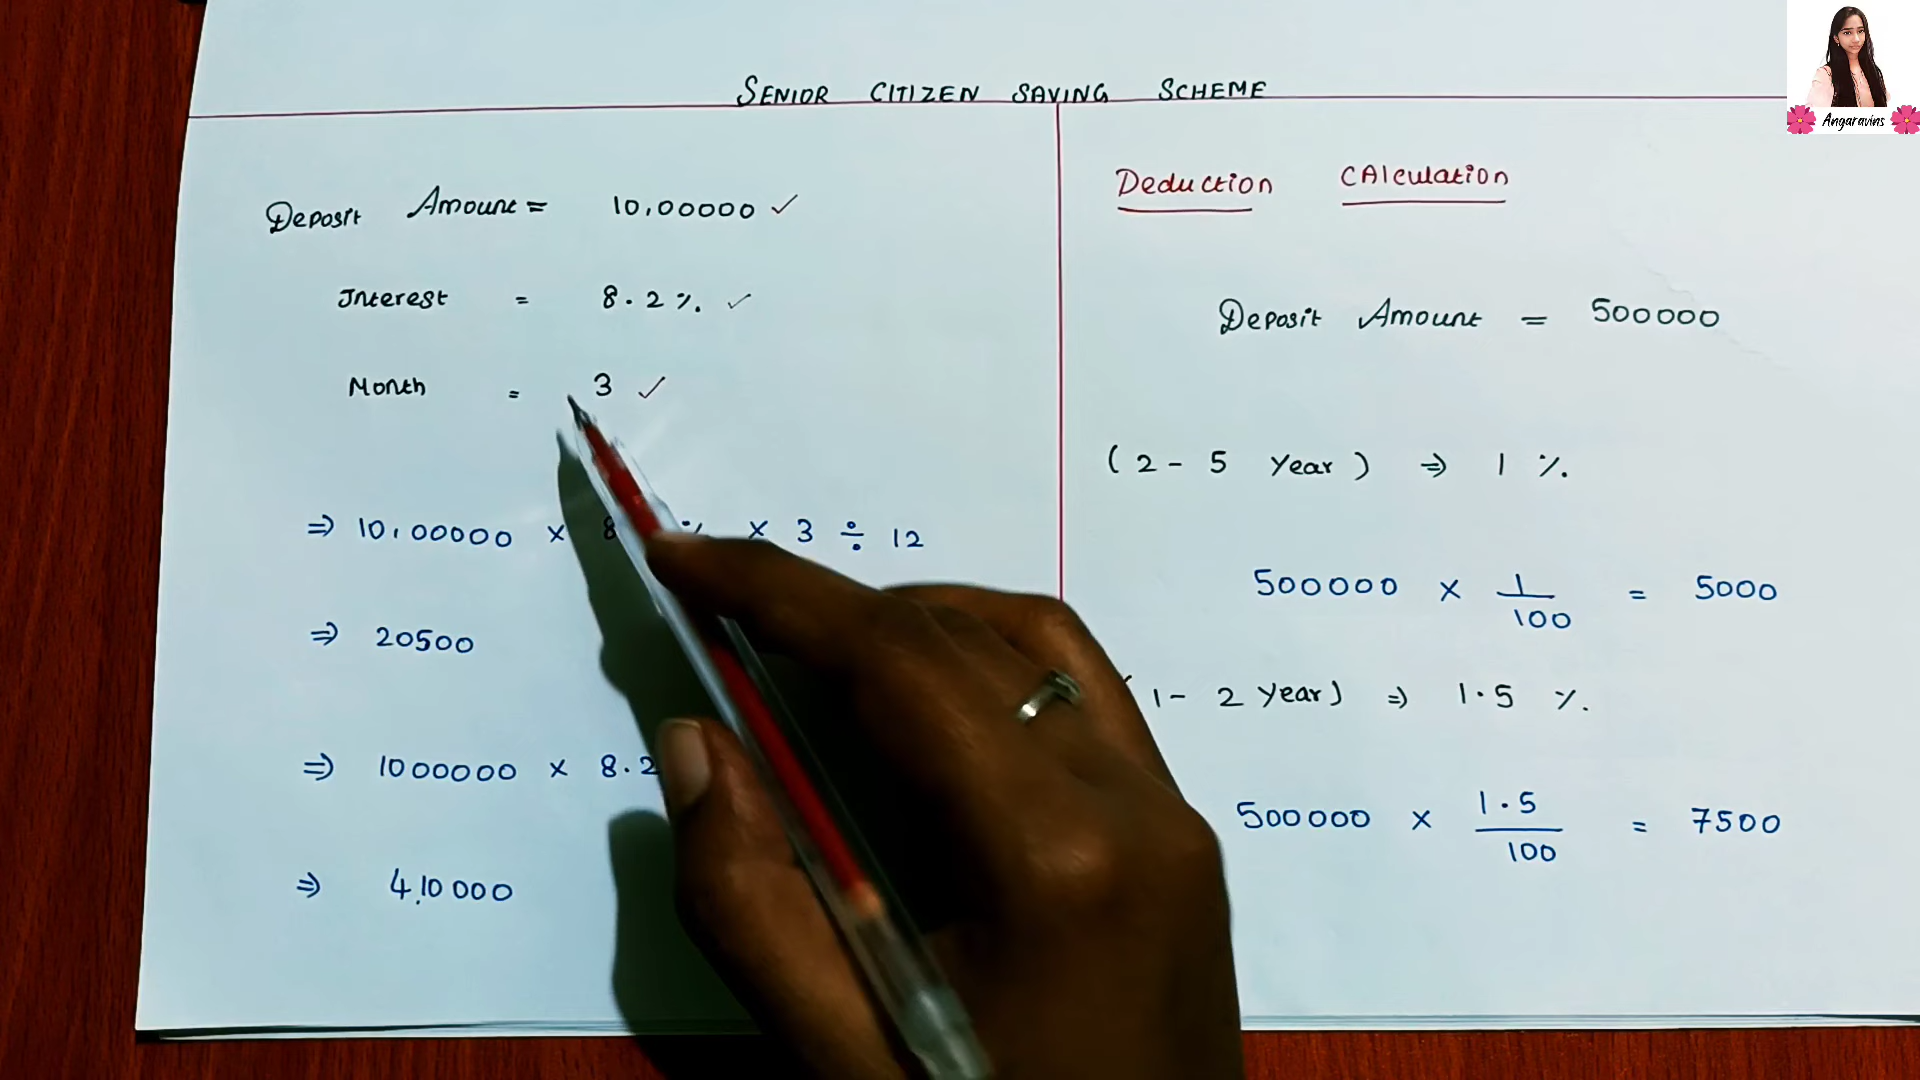 SENIOR CITIZEN SAVING SCHEME
Angaravins
Deposit Amount = 10,00000 ✓
Interest = 8.2 %. ✓
Month = 3 ✓
⇒ 10,00000 × 8 % × 3 ÷ 12
⇒ 20500
⇒ 1000000 × 8.2
⇒ 4,10000
Deduction CAlculation
Deposit Amount = 500000
(2 - 5 Year) ⇒ 1 %.
500000 × 1/100 = 5000
1 - 2 Year) ⇒ 1.5 %.
500000 × 1.5/100 = 7500